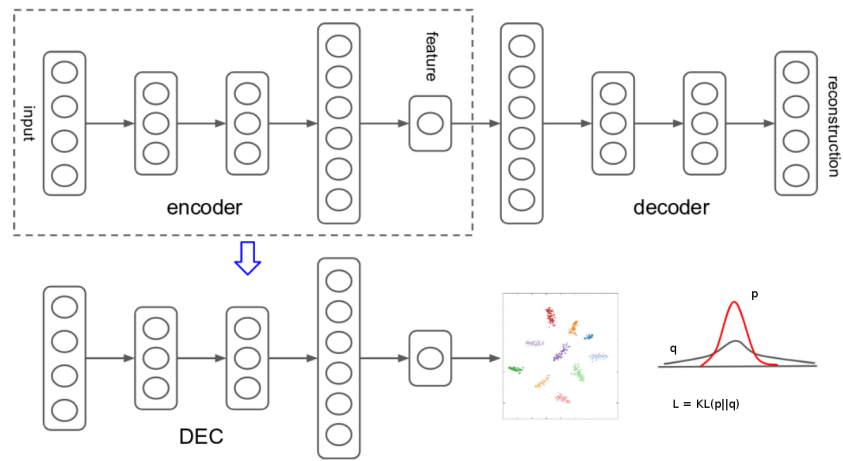 input
encoder
feature
decoder
reconstruction
DEC
p
q
L = KL(p||q)